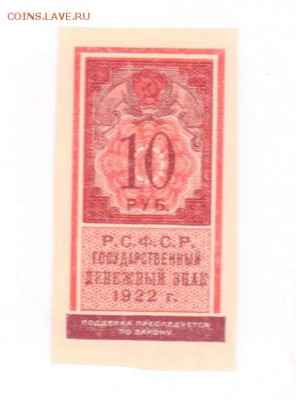 COINS.LAVE.RU
10
РУБ.
Р.С.Ф.С.Р.
ГОСУДАРСТВЕННЫЙ
ДЕНЕЖНЫЙ ЗНАК
1922 г.
ПОДДЕЛКА ПРЕСЛЕДУЕТСЯ
ПО ЗАКОНУ.